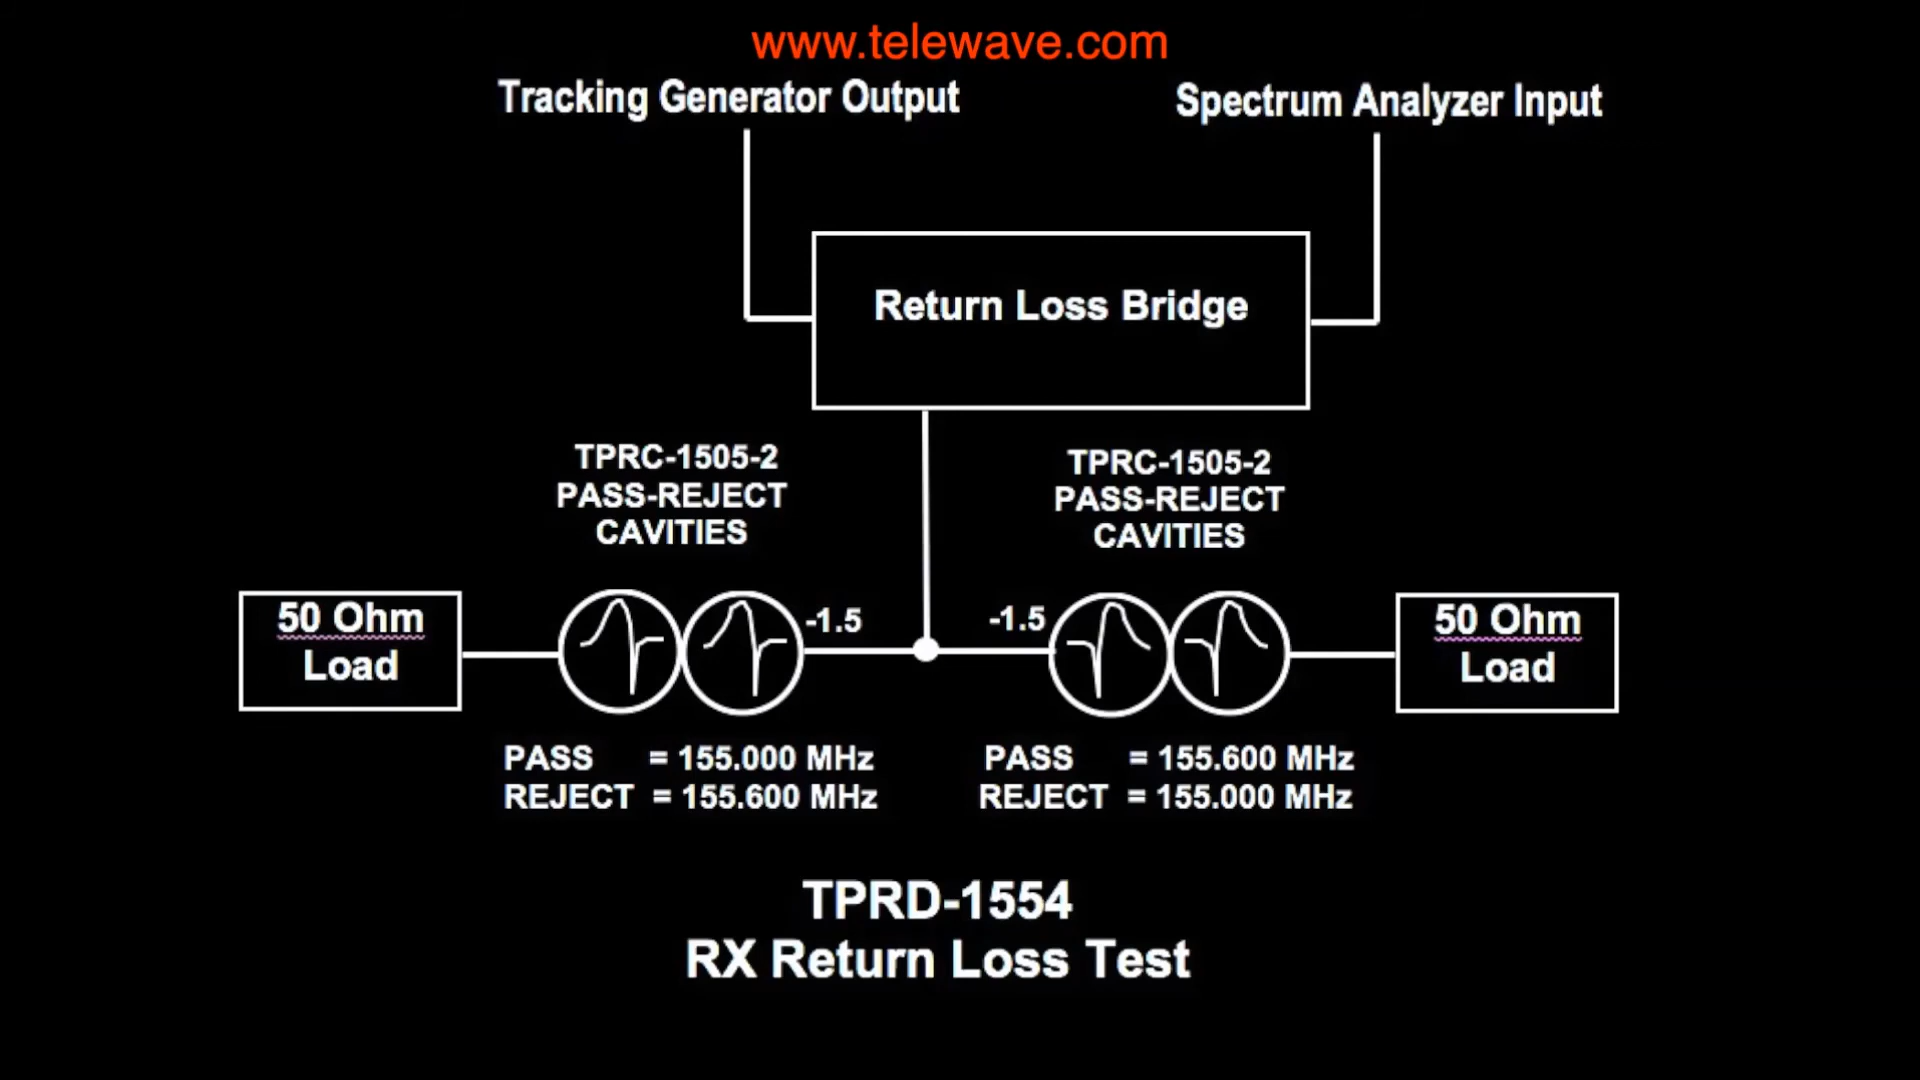 www.telewave.com
Tracking Generator Output
Spectrum Analyzer Input
Return Loss Bridge
TPRC-1505-2
PASS-REJECT
CAVITIES
TPRC-1505-2
PASS-REJECT
CAVITIES
50 Ohm
Load
-1.5
-1.5
50 Ohm
Load
PASS = 155.000 MHz
REJECT = 155.600 MHz
PASS = 155.600 MHz
REJECT = 155.000 MHz
TPRD-1554
RX Return Loss Test